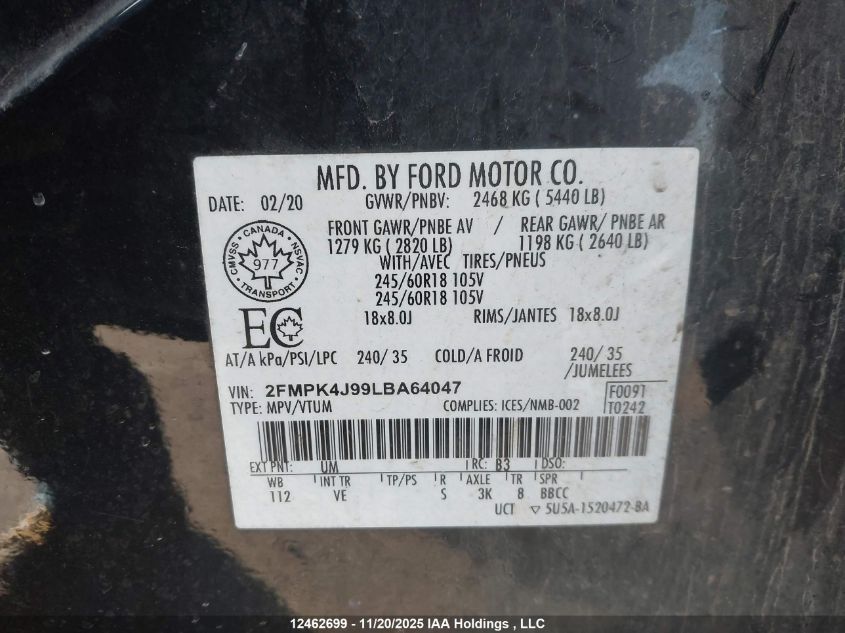 MFD. BY FORD MOTOR CO.
DATE: 02/20 GVWR/PNBV: 2468 KG ( 5440 LB)
FRONT GAWR/PNBE AV / REAR GAWR/ PNBE AR
1279 KG ( 2820 LB) 1198 KG ( 2640 LB)
WITH/AVEC TIRES/PNEUS
245/60R18 105V
245/60R18 105V
18x8.0J RIMS/JANTES 18x8.0J
CMVSS · CANADA · NSVAC
977
TRANSPORT
EC
AT/A kPa/PSI/LPC 240/ 35 COLD/A FROID 240/ 35
/JUMELEES
VIN: 2FMPK4J99LBA64047
TYPE: MPV/VTUM COMPLIES: ICES/NMB-002
F0091
T0242
EXT PNT: UM RC: B3 DSO:
WB INT TR TP/PS R AXLE TR SPR
112 VE S 3K 8 BBCC
UCT ▽ 5U5A-1520472-BA
12462699 - 11/20/2025 IAA Holdings , LLC